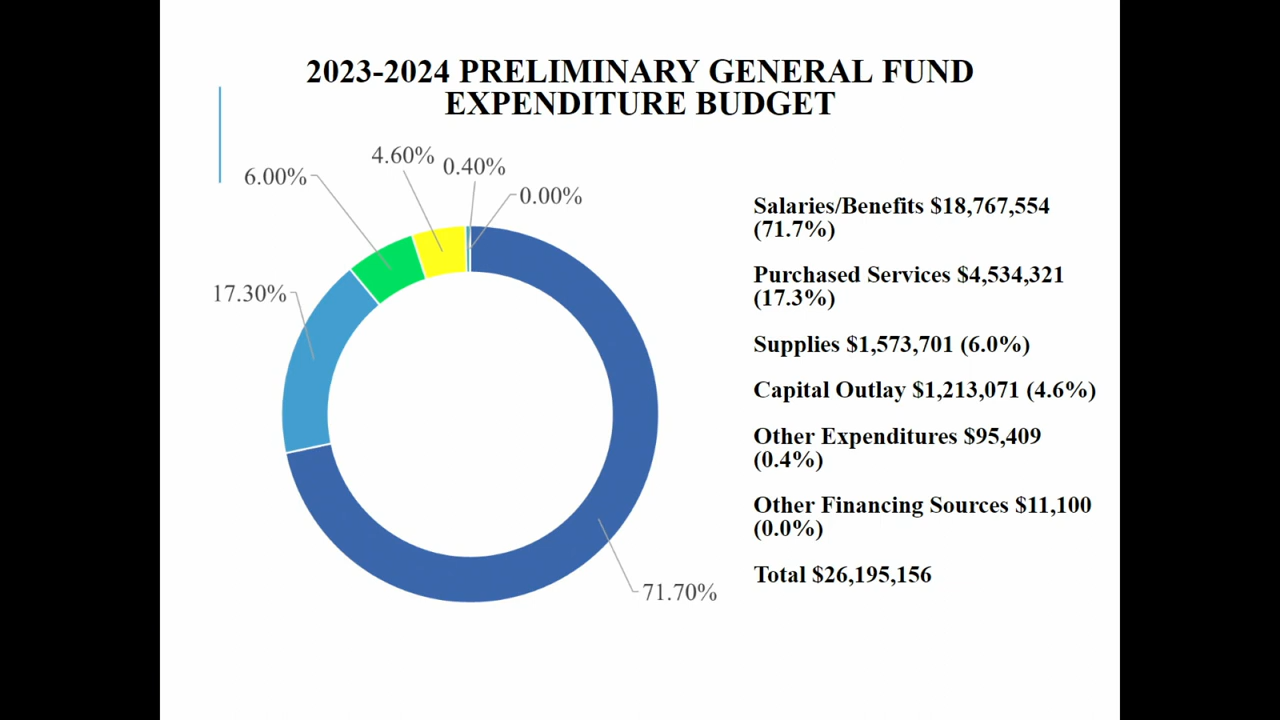 2023-2024 PRELIMINARY GENERAL FUND
EXPENDITURE BUDGET
4.60%
0.40%
6.00%
0.00%
17.30%
71.70%
Salaries/Benefits $18,767,554
(71.7%)
Purchased Services $4,534,321
(17.3%)
Supplies $1,573,701 (6.0%)
Capital Outlay $1,213,071 (4.6%)
Other Expenditures $95,409
(0.4%)
Other Financing Sources $11,100
(0.0%)
Total $26,195,156